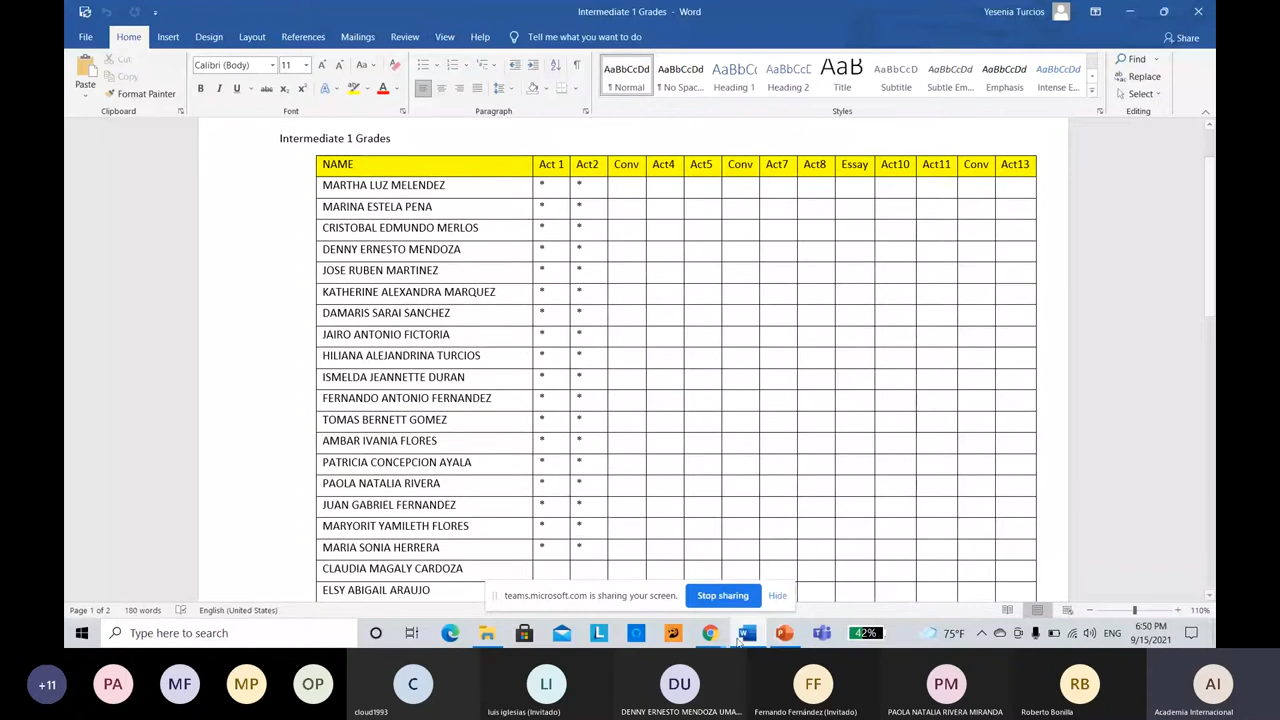 Intermediate 1 Grades - Word
Yesenia Turcios
File Home Insert Design Layout References Mailings Review View Help Tell me what you want to do Share
Paste
Cut
Copy
Format Painter
Clipboard
Calibri (Body) 11
Font
Paragraph
AaBbCcDd AaBbCcDd AaBbCc AaBbCcC AaB AaBbCcD AaBbCcDd AaBbCcDd AaBbCcDd
¶ Normal ¶ No Spac... Heading 1 Heading 2 Title Subtitle Subtle Em... Emphasis Intense E...
Styles
Find
Replace
Select
Editing
Intermediate 1 Grades
NAME Act 1 Act2 Conv Act4 Act5 Conv Act7 Act8 Essay Act10 Act11 Conv Act13
MARTHA LUZ MELENDEZ * *
MARINA ESTELA PENA * *
CRISTOBAL EDMUNDO MERLOS * *
DENNY ERNESTO MENDOZA * *
JOSE RUBEN MARTINEZ * *
KATHERINE ALEXANDRA MARQUEZ * *
DAMARIS SARAI SANCHEZ * *
JAIRO ANTONIO FICTORIA * *
HILIANA ALEJANDRINA TURCIOS * *
ISMELDA JEANNETTE DURAN * *
FERNANDO ANTONIO FERNANDEZ * *
TOMAS BERNETT GOMEZ * *
AMBAR IVANIA FLORES * *
PATRICIA CONCEPCION AYALA * *
PAOLA NATALIA RIVERA * *
JUAN GABRIEL FERNANDEZ * *
MARYORIT YAMILETH FLORES * *
MARIA SONIA HERRERA * *
CLAUDIA MAGALY CARDOZA
ELSY ABIGAIL ARAUJO
teams.microsoft.com is sharing your screen. Stop sharing Hide
Page 1 of 2 180 words English (United States) 110%
Type here to search
42%
75°F
ENG
6:50 PM
9/15/2021
+11 PA MF MP OP C LI DU FF PM RB AI
cloud1993 luis iglesias (Invitado) DENNY ERNESTO MENDOZA UMA... Fernando Fernández (Invitado) PAOLA NATALIA RIVERA MIRANDA Roberto Bonilla Academia Internacional